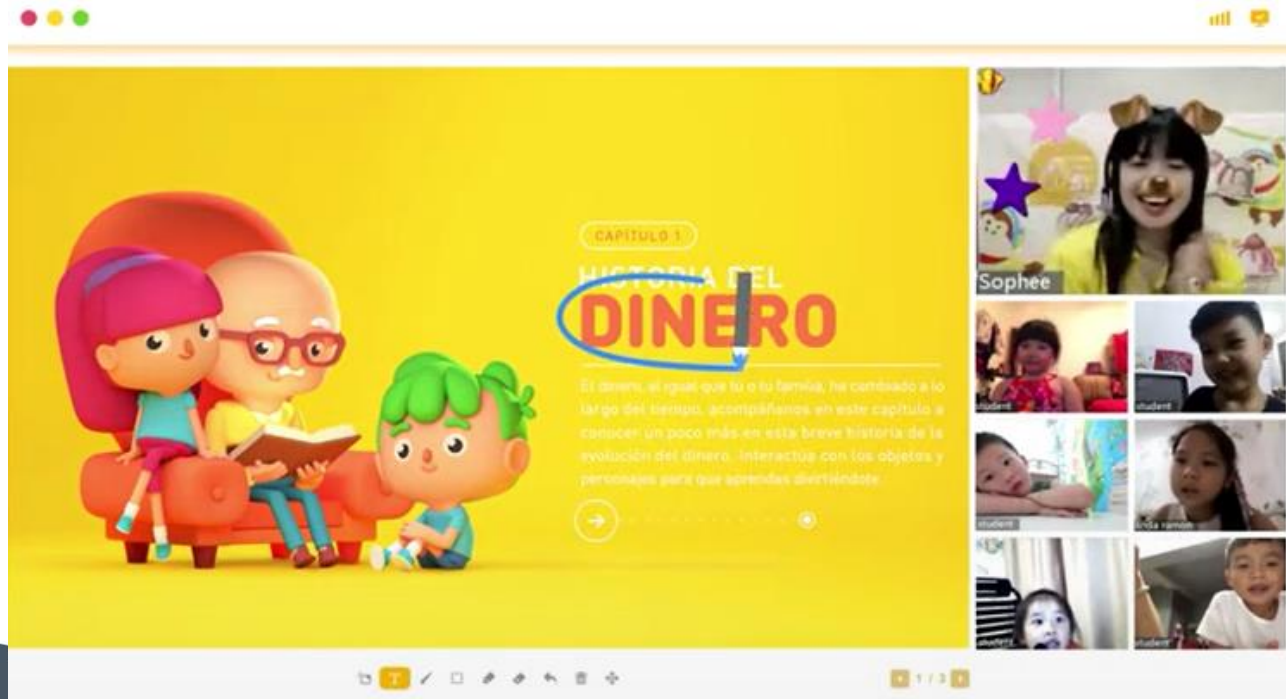 CAPÍTULO 1
HISTORIA DEL
DINERO
El dinero, al igual que tú o tu familia, ha cambiado a lo
largo del tiempo, acompáñanos en este capítulo a
conocer un poco más en esta breve historia de la
evolución del dinero. Interactúa con los objetos y
personajes para que aprendas divirtiéndote.
Sophee
student
student
student
student
student
T
1 / 3